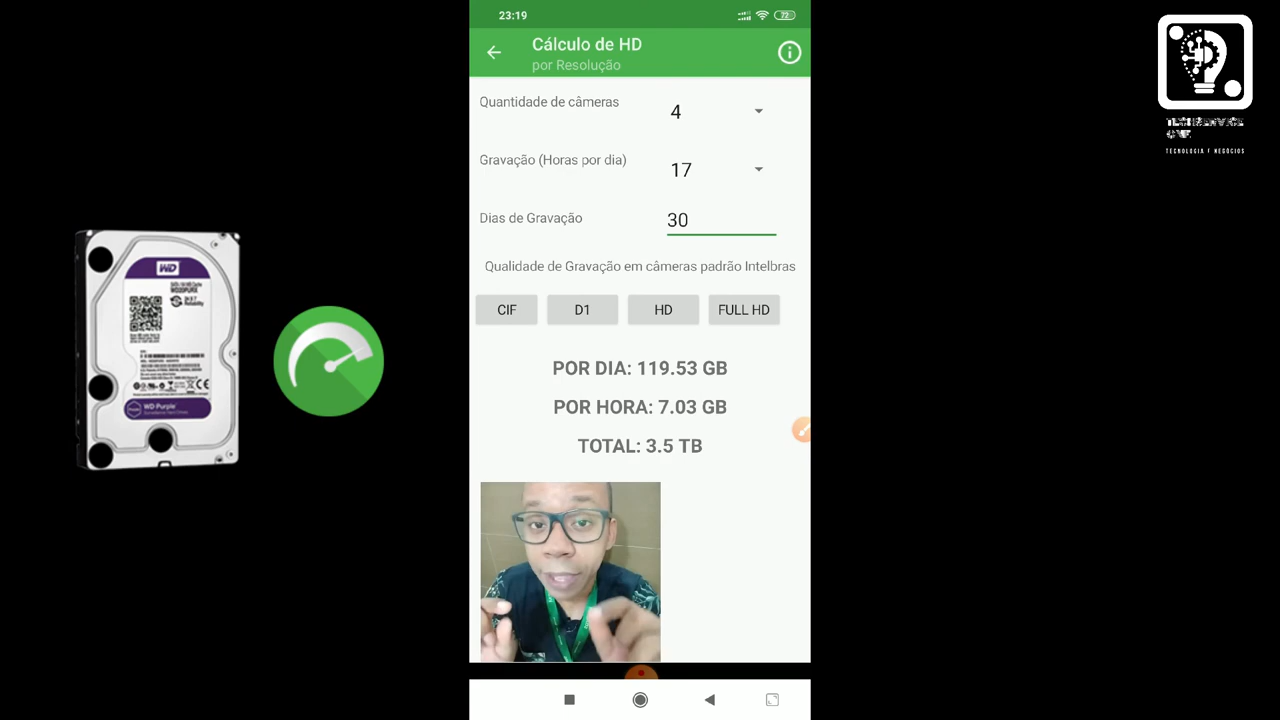 23:19
72
Cálculo de HD
por Resolução
Quantidade de câmeras
4
Gravação (Horas por dia)
17
Dias de Gravação
30
Qualidade de Gravação em câmeras padrão Intelbras
CIF
D1
HD
FULL HD
POR DIA: 119.53 GB
POR HORA: 7.03 GB
TOTAL: 3.5 TB
WD
WD Purple
TECNOLOGIA E NEGÓCIOS